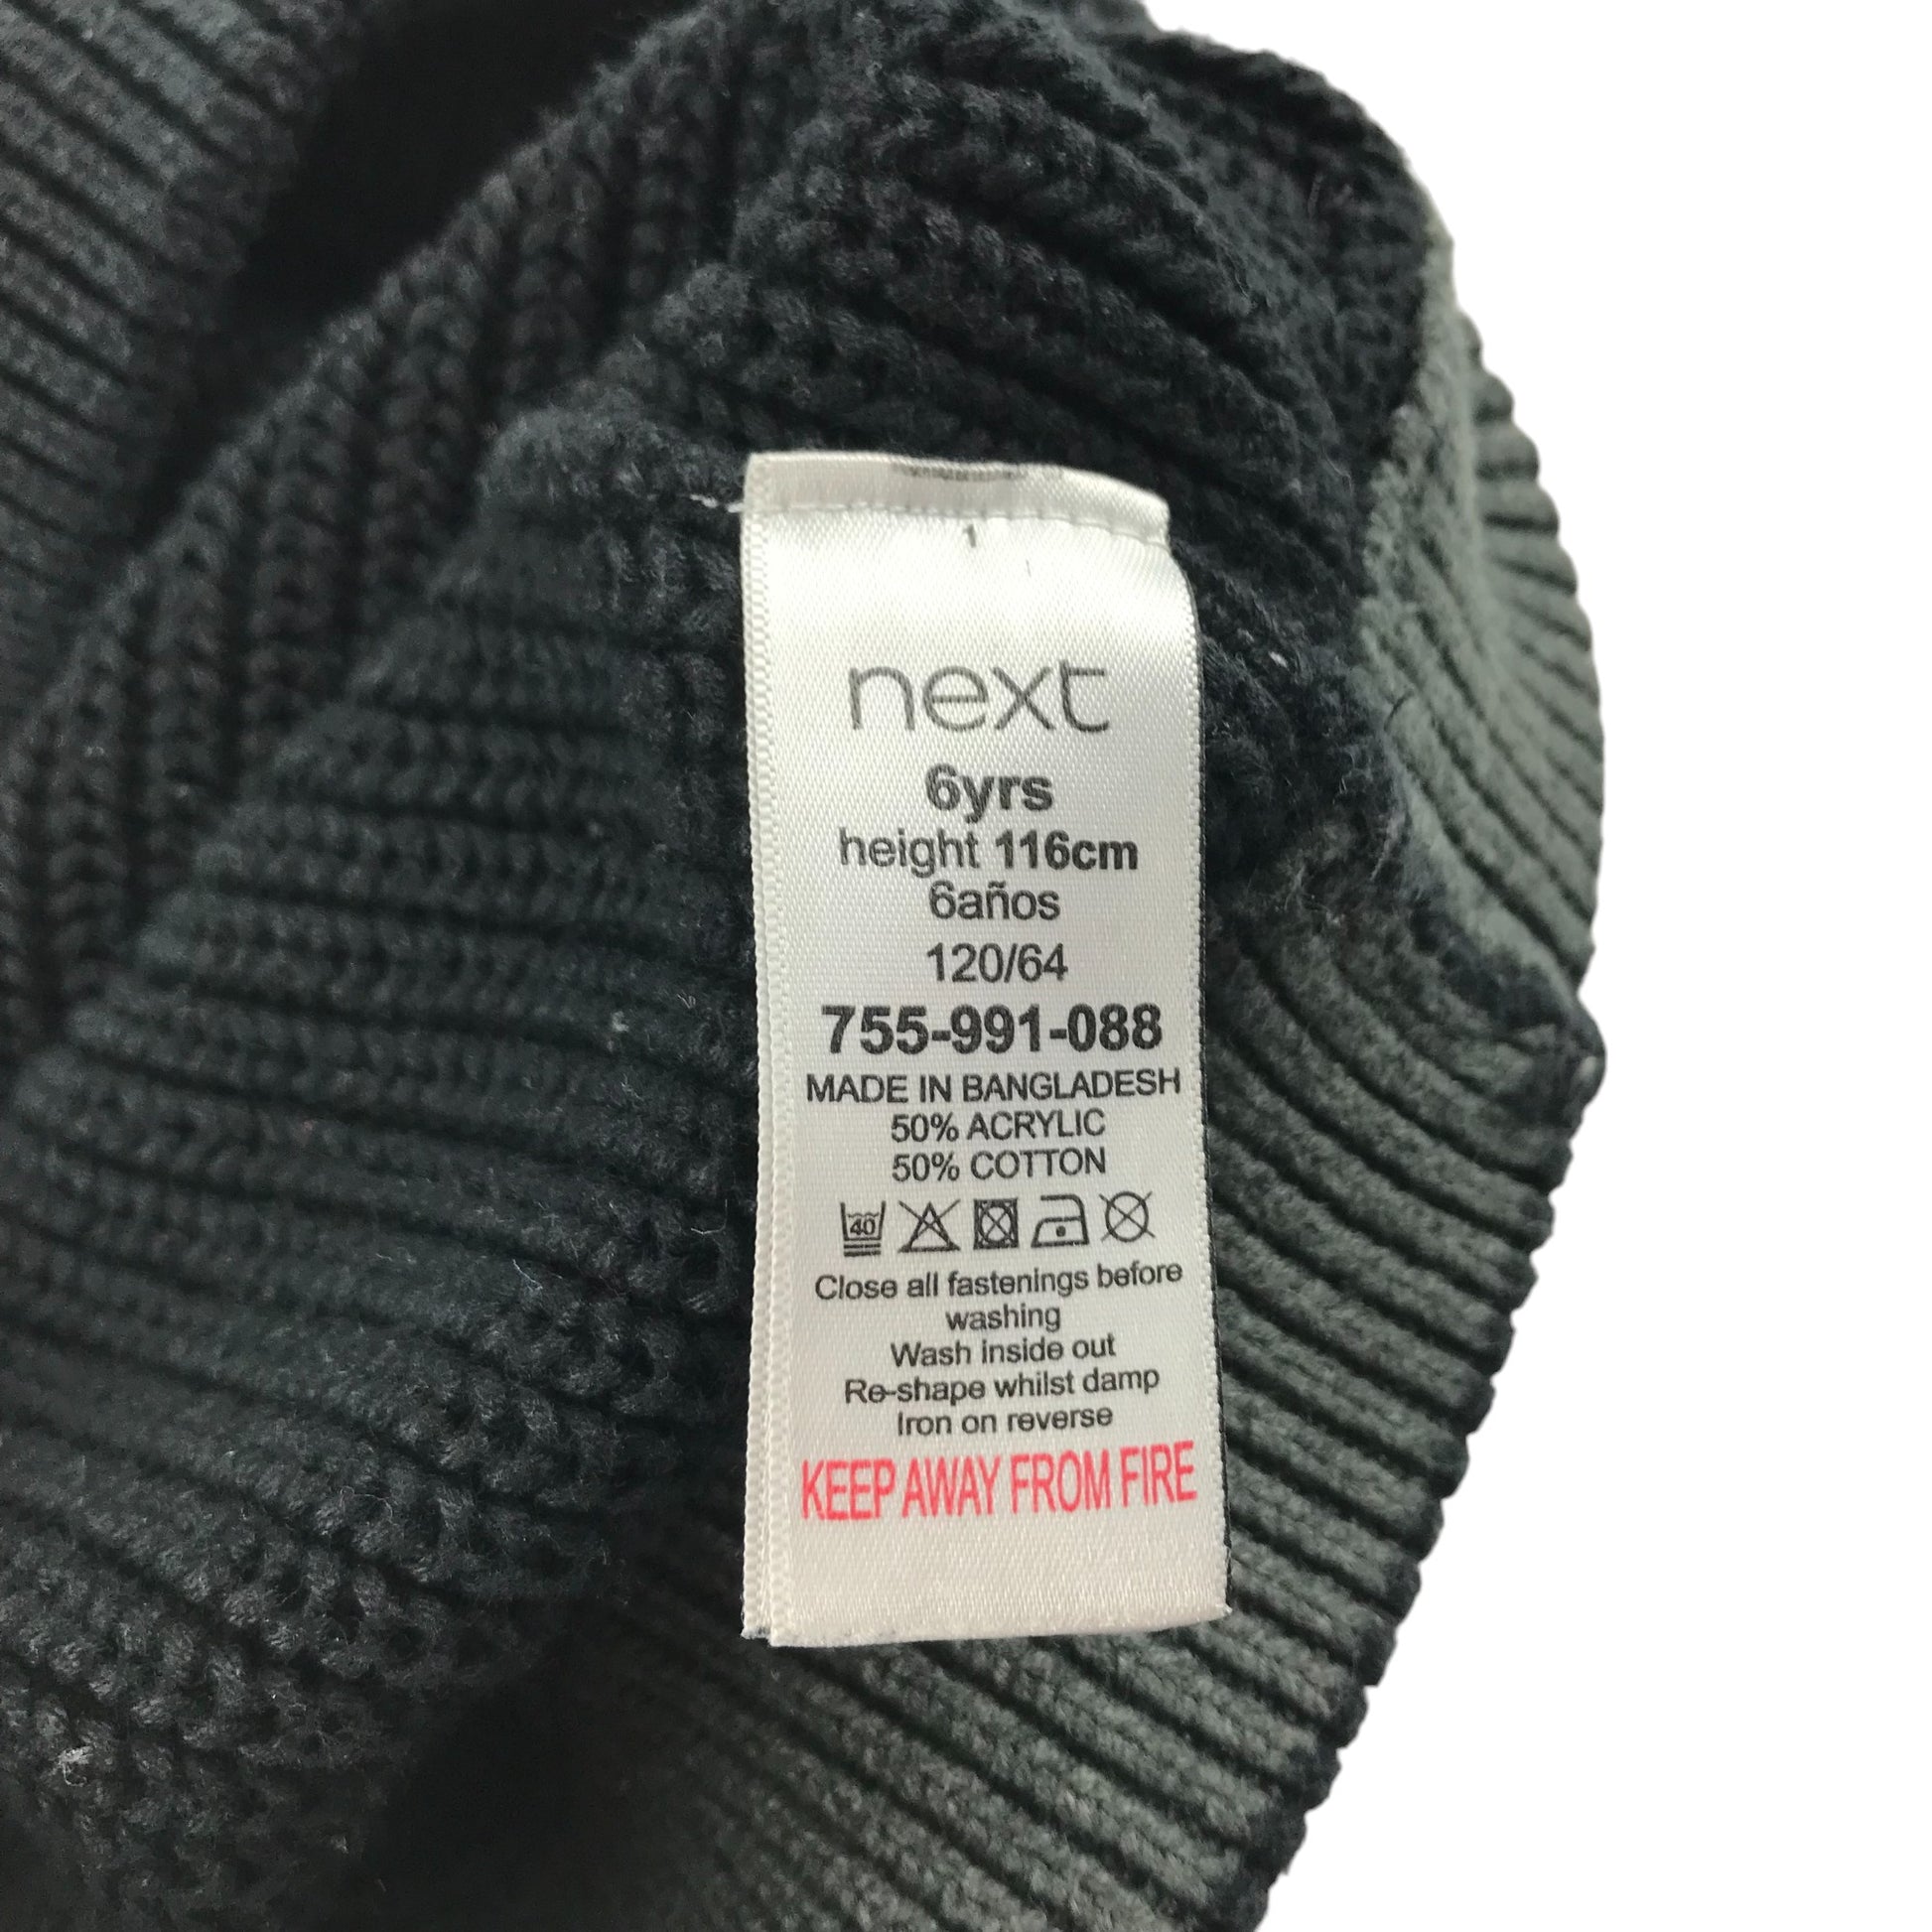 1
next
6yrs
height 116cm
6años
120/64
755-991-088
MADE IN BANGLADESH
50% ACRYLIC
50% COTTON
40
Close all fastenings before
washing
Wash inside out
Re-shape whilst damp
Iron on reverse
KEEP AWAY FROM FIRE